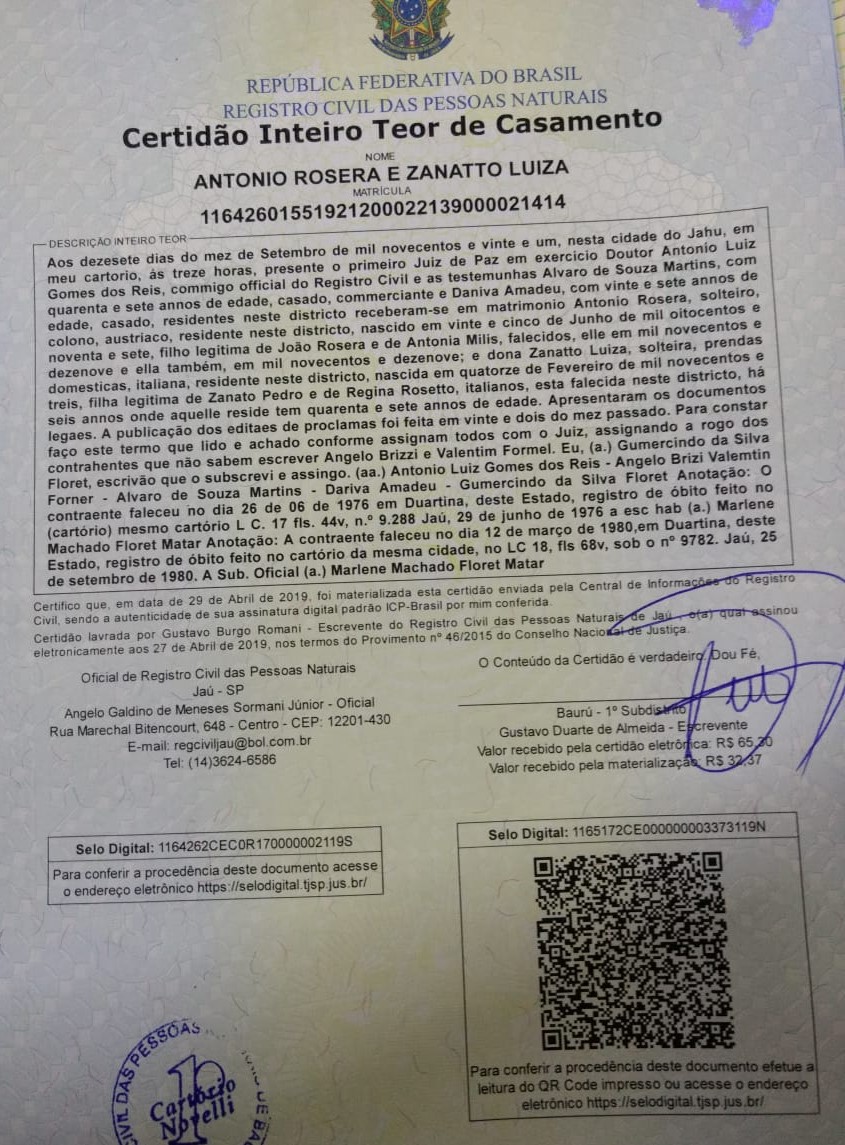 REPÚBLICA FEDERATIVA DO BRASIL
REGISTRO CIVIL DAS PESSOAS NATURAIS
Certidão Inteiro Teor de Casamento
NOME
ANTONIO ROSERA E ZANATTO LUIZA
MATRÍCULA
11642601551921200022139000021414
DESCRIÇÃO INTEIRO TEOR
Aos dezesete dias do mez de Setembro de mil novecentos e vinte e um, nesta cidade do Jahu, em
meu cartorio, ás treze horas, presente o primeiro Juiz de Paz em exercicio Doutor Antonio Luiz
Gomes dos Reis, commigo official do Registro Civil e as testemunhas Alvaro de Souza Martins, com
quarenta e sete annos de edade, casado, commerciante e Daniva Amadeu, com vinte e sete annos de
edade, casado, residentes neste districto receberam-se em matrimonio Antonio Rosera, solteiro,
colono, austriaco, residente neste districto, nascido em vinte e cinco de Junho de mil oitocentos e
noventa e sete, filho legitima de João Rosera e de Antonia Milis, falecidos, elle em mil novecentos e
dezenove e ella também, em mil novecentos e dezenove; e dona Zanatto Luiza, solteira, prendas
domesticas, italiana, residente neste districto, nascida em quatorze de Fevereiro de mil novecentos e
treis, filha legitima de Zanato Pedro e de Regina Rosetto, italianos, esta falecida neste districto, há
seis annos onde aquelle reside tem quarenta e sete annos de edade. Apresentaram os documentos
legaes. A publicação dos editaes de proclamas foi feita em vinte e dois do mez passado. Para constar
faço este termo que lido e achado conforme assignam todos com o Juiz, assignando a rogo dos
contrahentes que não sabem escrever Angelo Brizzi e Valentim Formel. Eu, (a.) Gumercindo da Silva
Floret, escrivão que o subscrevi e assingo. (aa.) Antonio Luiz Gomes dos Reis - Angelo Brizi Valemtin
Forner - Alvaro de Souza Martins - Dariva Amadeu - Gumercindo da Silva Floret Anotação: O
contraente faleceu no dia 26 de 06 de 1976 em Duartina, deste Estado, registro de óbito feito no
(cartório) mesmo cartório L C. 17 fls. 44v, n.º 9.288 Jaú, 29 de junho de 1976 a esc hab (a.) Marlene
Machado Floret Matar Anotação: A contraente faleceu no dia 12 de março de 1980,em Duartina, deste
Estado, registro de óbito feito no cartório da mesma cidade, no LC 18, fls 68v, sob o nº 9782. Jaú, 25
de setembro de 1980. A Sub. Oficial (a.) Marlene Machado Floret Matar
Certifico que, em data de 29 de Abril de 2019, foi materializada esta certidão enviada pela Central de Informações do Registro
Civil, sendo a autenticidade de sua assinatura digital padrão ICP-Brasil por mim conferida.
Certidão lavrada por Gustavo Burgo Romani - Escrevente do Registro Civil das Pessoas Naturais de Jaú , o(a) qual assinou
eletronicamente aos 27 de Abril de 2019, nos termos do Provimento nº 46/2015 do Conselho Nacional de Justiça.
Oficial de Registro Civil das Pessoas Naturais
Jaú - SP
Angelo Galdino de Meneses Sormani Júnior - Oficial
Rua Marechal Bitencourt, 648 - Centro - CEP: 12201-430
E-mail: regciviljau@bol.com.br
Tel: (14)3624-6586
O Conteúdo da Certidão é verdadeiro. Dou Fé,
Baurú - 1º Subdistrito
Gustavo Duarte de Almeida - Escrevente
Valor recebido pela certidão eletrônica: R$ 65,30
Valor recebido pela materialização: R$ 32,37
Selo Digital: 1164262CEC0R170000002119S
Para conferir a procedência deste documento acesse
o endereço eletrônico https://selodigital.tjsp.jus.br/
Selo Digital: 1165172CE000000003373119N
Para conferir a procedência deste documento efetue a
leitura do QR Code impresso ou acesse o endereço
eletrônico https://selodigital.tjsp.jus.br/
CIVIL DAS PESSOAS
Cartório
Novelli